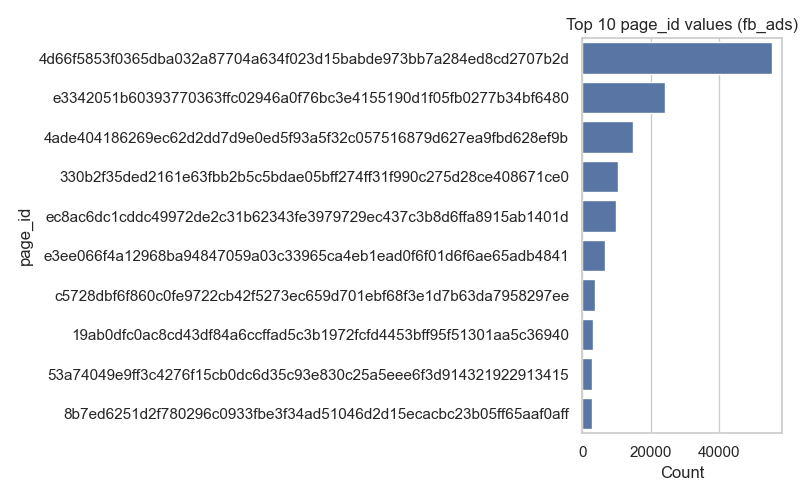 Top 10 page_id values (fb_ads)
4d66f5853f0365dba032a87704a634f023d15babde973bb7a284ed8cd2707b2d
e3342051b60393770363ffc02946a0f76bc3e4155190d1f05fb0277b34bf6480
4ade404186269ec62d2dd7d9e0ed5f93a5f32c057516879d627ea9fbd628ef9b
330b2f35ded2161e63fbb2b5c5bdae05bff274ff31f990c275d28ce408671ce0
ec8ac6dc1cddc49972de2c31b62343fe3979729ec437c3b8d6ffa8915ab1401d
e3ee066f4a12968ba94847059a03c33965ca4eb1ead0f6f01d6f6ae65adb4841
c5728dbf6f860c0fe9722cb42f5273ec659d701ebf68f3e1d7b63da7958297ee
19ab0dfc0ac8cd43df84a6ccffad5c3b1972fcfd4453bff95f51301aa5c36940
53a74049e9ff3c4276f15cb0dc6d35c93e830c25a5eee6f3d914321922913415
8b7ed6251d2f780296c0933fbe3f34ad51046d2d15ecacbc23b05ff65aaf0aff
page_id
0 20000 40000
Count